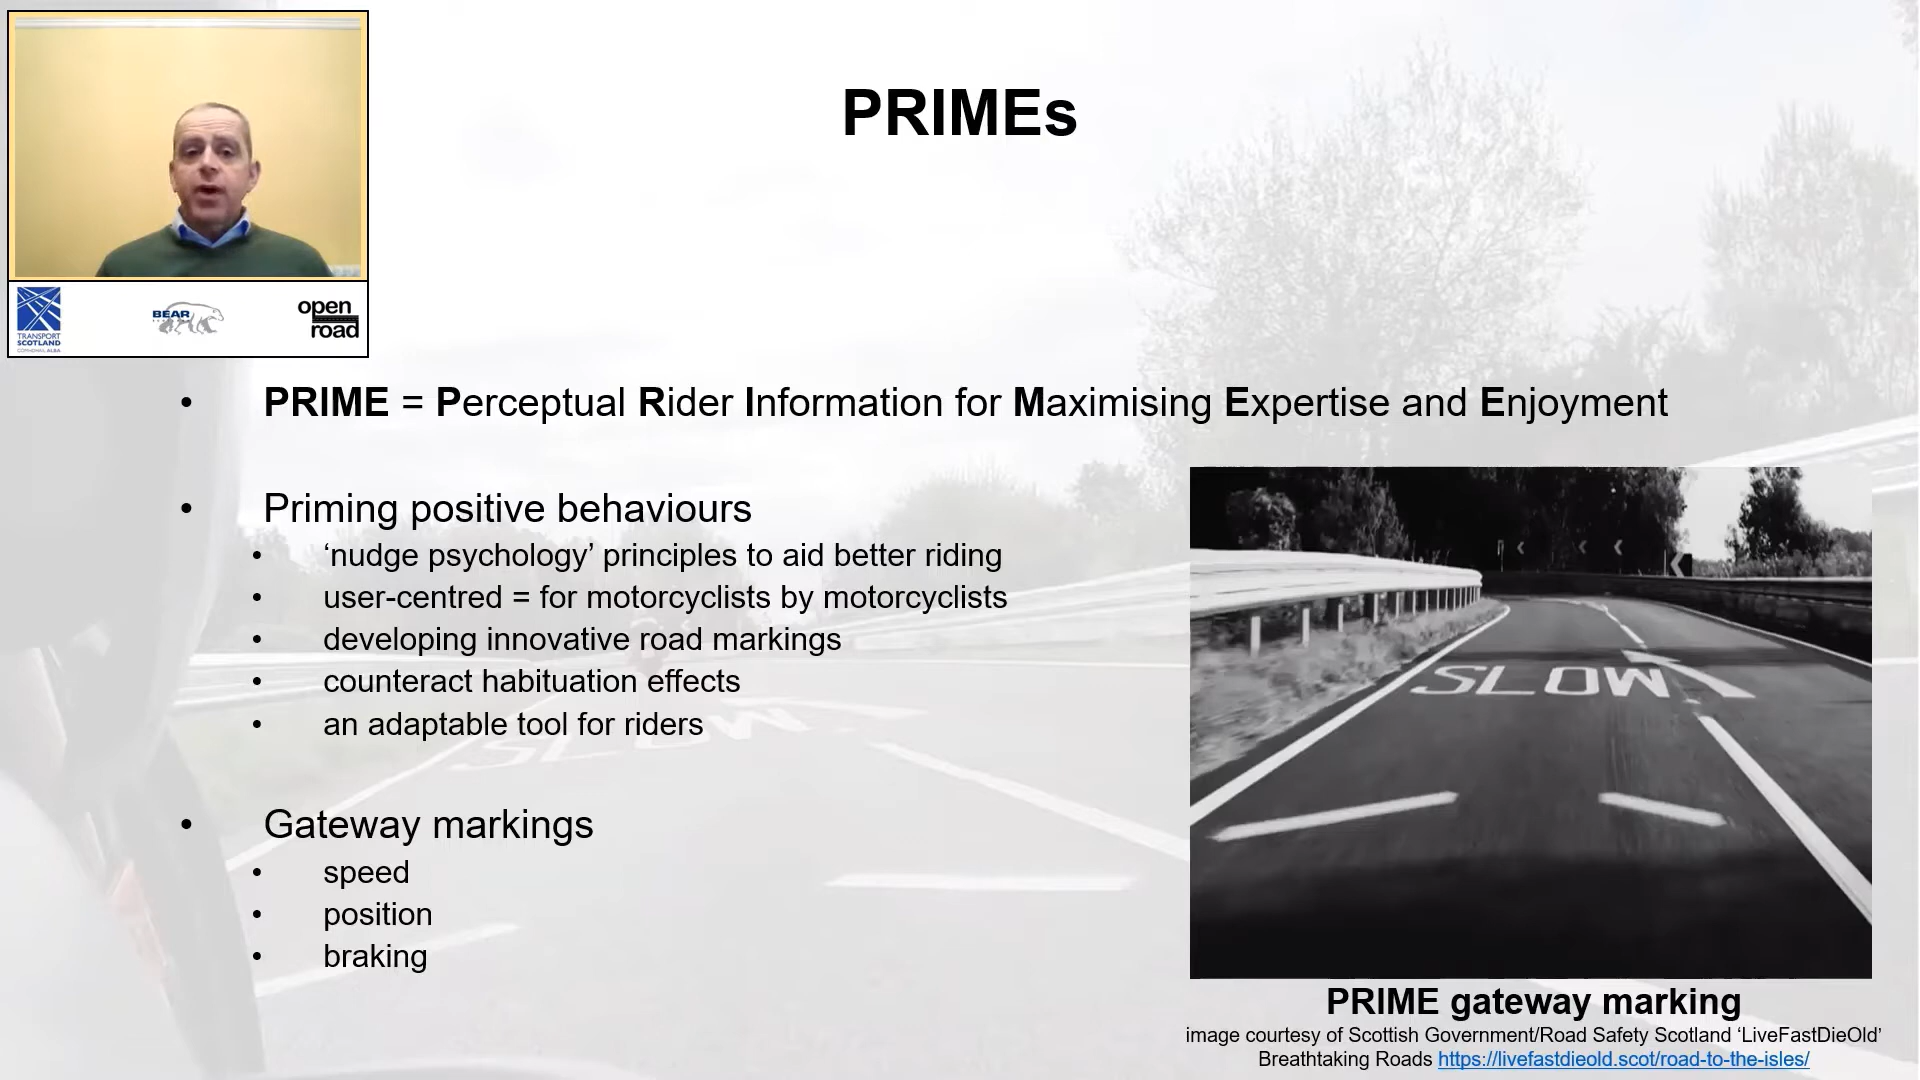 PRIMEs
TRANSPORT
SCOTLAND
COMHDHAIL ALBA
BEAR
open
road
• PRIME = Perceptual Rider Information for Maximising Expertise and Enjoyment
• Priming positive behaviours
• ‘nudge psychology’ principles to aid better riding
• user-centred = for motorcyclists by motorcyclists
• developing innovative road markings
• counteract habituation effects
• an adaptable tool for riders
• Gateway markings
• speed
• position
• braking
SLOW
PRIME gateway marking
image courtesy of Scottish Government/Road Safety Scotland ‘LiveFastDieOld’
Breathtaking Roads https://livefastdieold.scot/road-to-the-isles/